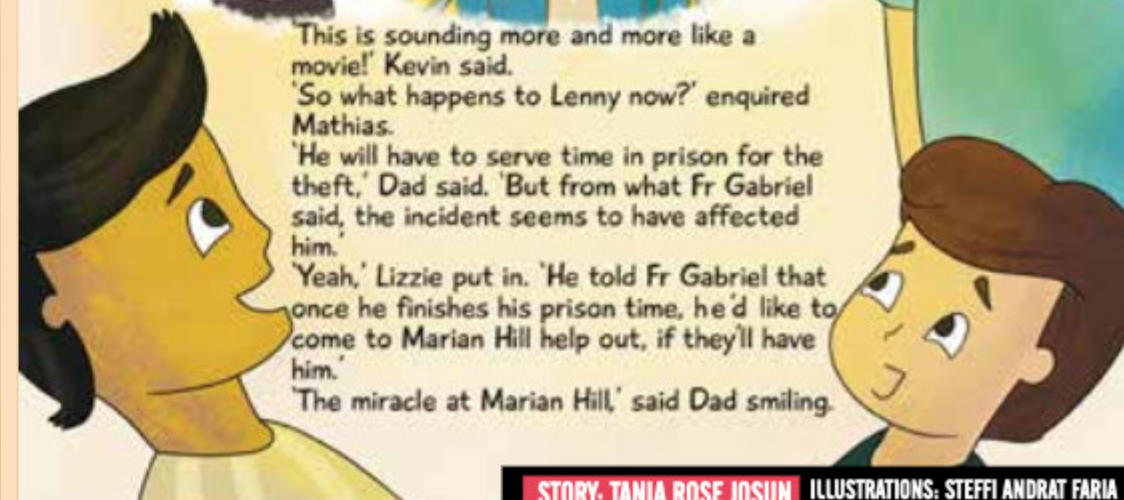 'This is sounding more and more like a
movie!' Kevin said.
'So what happens to Lenny now?' enquired
Mathias.
'He will have to serve time in prison for the
theft,' Dad said. 'But from what Fr Gabriel
said, the incident seems to have affected
him.'
'Yeah,' Lizzie put in. 'He told Fr Gabriel that
once he finishes his prison time, he'd like to
come to Marian Hill help out, if they'll have
him.'
'The miracle at Marian Hill,' said Dad smiling.
STORY: TANIA ROSE JOSUN ILLUSTRATIONS: STEFFI ANDRAT FARIA